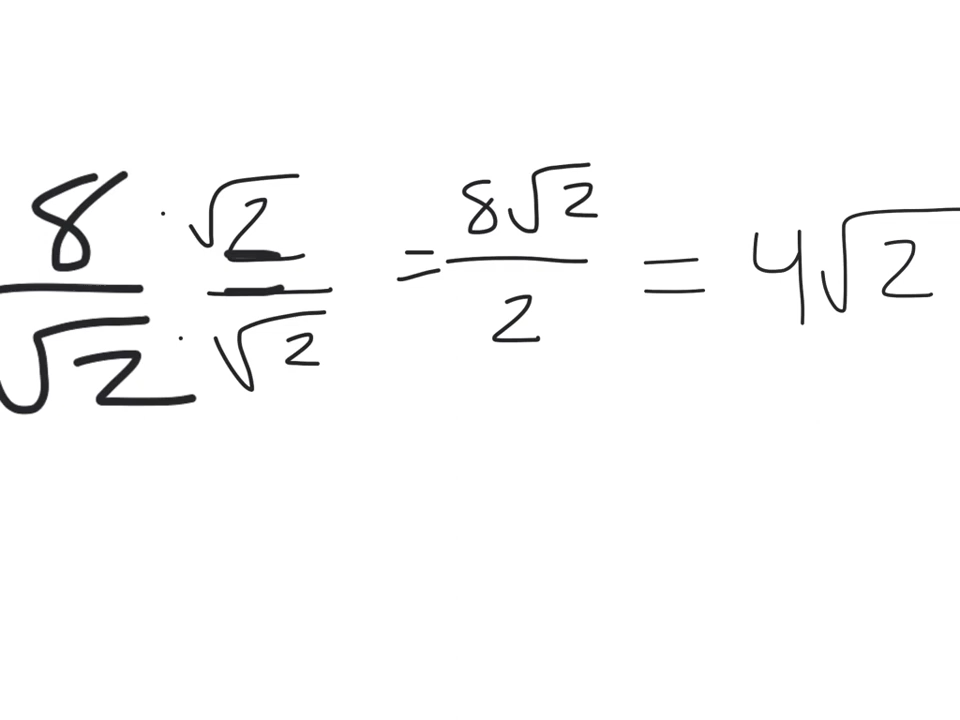 8/√2 · √2/√2 = 8√2/2 = 4√2